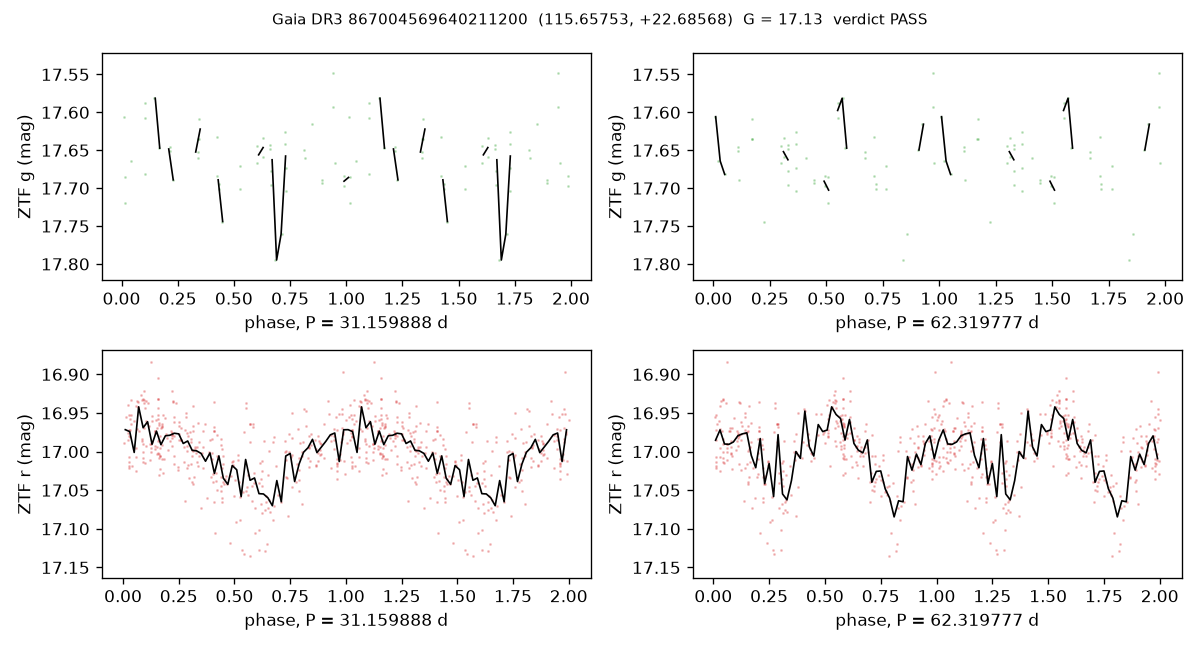 Gaia DR3 867004569640211200  (115.65753, +22.68568)  G = 17.13  verdict PASS
17.55
17.60
17.65
17.70
17.75
17.80
ZTF g (mag)
0.00 0.25 0.50 0.75 1.00 1.25 1.50 1.75 2.00
phase, P = 31.159888 d
17.55
17.60
17.65
17.70
17.75
17.80
ZTF g (mag)
0.00 0.25 0.50 0.75 1.00 1.25 1.50 1.75 2.00
phase, P = 62.319777 d
16.90
16.95
17.00
17.05
17.10
17.15
ZTF r (mag)
0.00 0.25 0.50 0.75 1.00 1.25 1.50 1.75 2.00
phase, P = 31.159888 d
16.90
16.95
17.00
17.05
17.10
17.15
ZTF r (mag)
0.00 0.25 0.50 0.75 1.00 1.25 1.50 1.75 2.00
phase, P = 62.319777 d